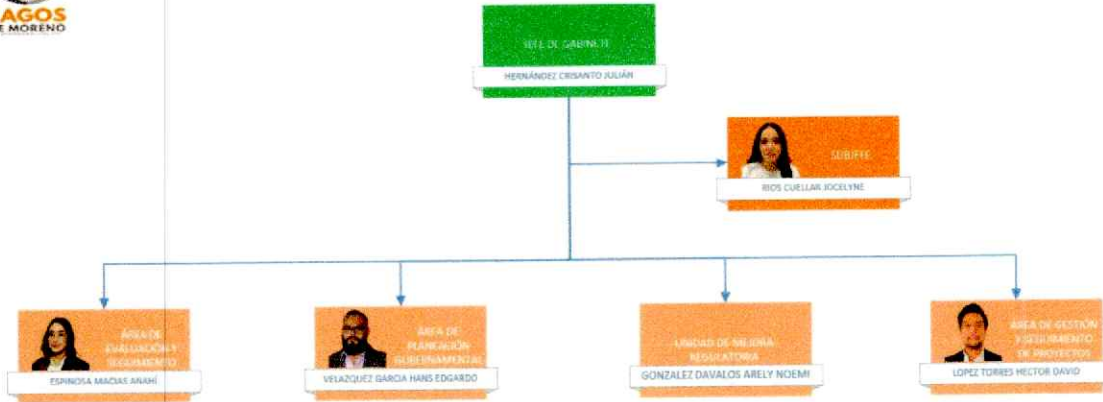 LAGOS
DE MORENO
JEFE DE GABINETE
HERNÁNDEZ CRISANTO JULIÁN
SUBJEFE
RIOS CUELLAR JOCELYNE
ÁREA DE
EVALUACIÓN Y
SEGUIMIENTO
ESPINOSA MACIAS ANAHÍ
ÁREA DE
PLANEACIÓN
GUBERNAMENTAL
VELAZQUEZ GARCIA HANS EDGARDO
UNIDAD DE MEJORA
REGULATORIA
GONZALEZ DAVALOS ARELY NOEMI
ÁREA DE GESTIÓN
Y SEGUIMIENTO
DE PROYECTOS
LOPEZ TORRES HECTOR DAVID